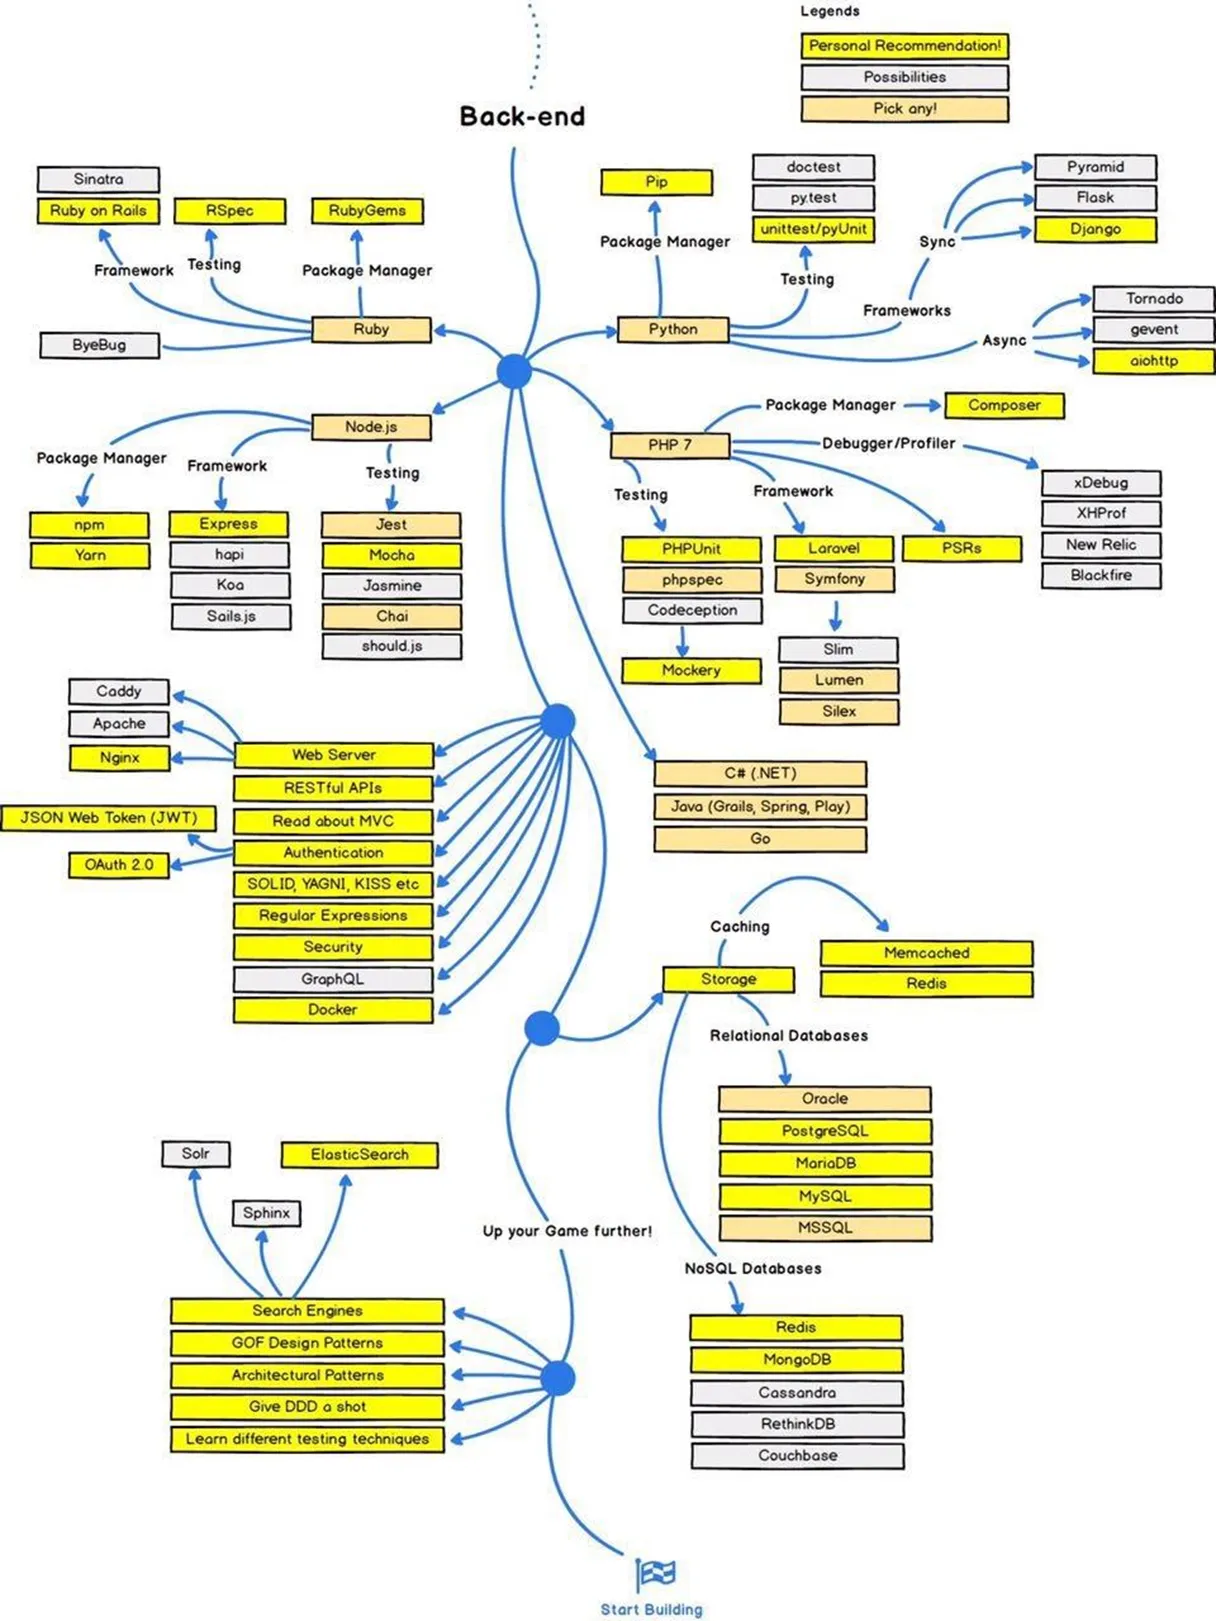 Legends
Personal Recommendation!
Possibilities
Pick any!
Back-end
Sinatra
Ruby on Rails
RSpec
RubyGems
Framework
Testing
Package Manager
Ruby
ByeBug
Pip
Package Manager
doctest
py.test
unittest/pyUnit
Testing
Python
Pyramid
Flask
Django
Sync
Frameworks
Async
Tornado
gevent
aiohttp
Node.js
Package Manager
Framework
Testing
npm
Yarn
Express
hapi
Koa
Sails.js
Jest
Mocha
Jasmine
Chai
should.js
PHP 7
Package Manager
Composer
Debugger/Profiler
xDebug
XHProf
New Relic
Blackfire
Testing
Framework
PHPUnit
phpspec
Codeception
Mockery
Laravel
Symfony
PSRs
Slim
Lumen
Silex
C# (.NET)
Java (Grails, Spring, Play)
Go
Caddy
Apache
Nginx
Web Server
RESTful APIs
Read about MVC
JSON Web Token (JWT)
OAuth 2.0
Authentication
SOLID, YAGNI, KISS etc
Regular Expressions
Security
GraphQL
Docker
Caching
Storage
Memcached
Redis
Relational Databases
Oracle
PostgreSQL
MariaDB
MySQL
MSSQL
NoSQL Databases
Redis
MongoDB
Cassandra
RethinkDB
Couchbase
Up your Game further!
Solr
Sphinx
ElasticSearch
Search Engines
GOF Design Patterns
Architectural Patterns
Give DDD a shot
Learn different testing techniques
Start Building